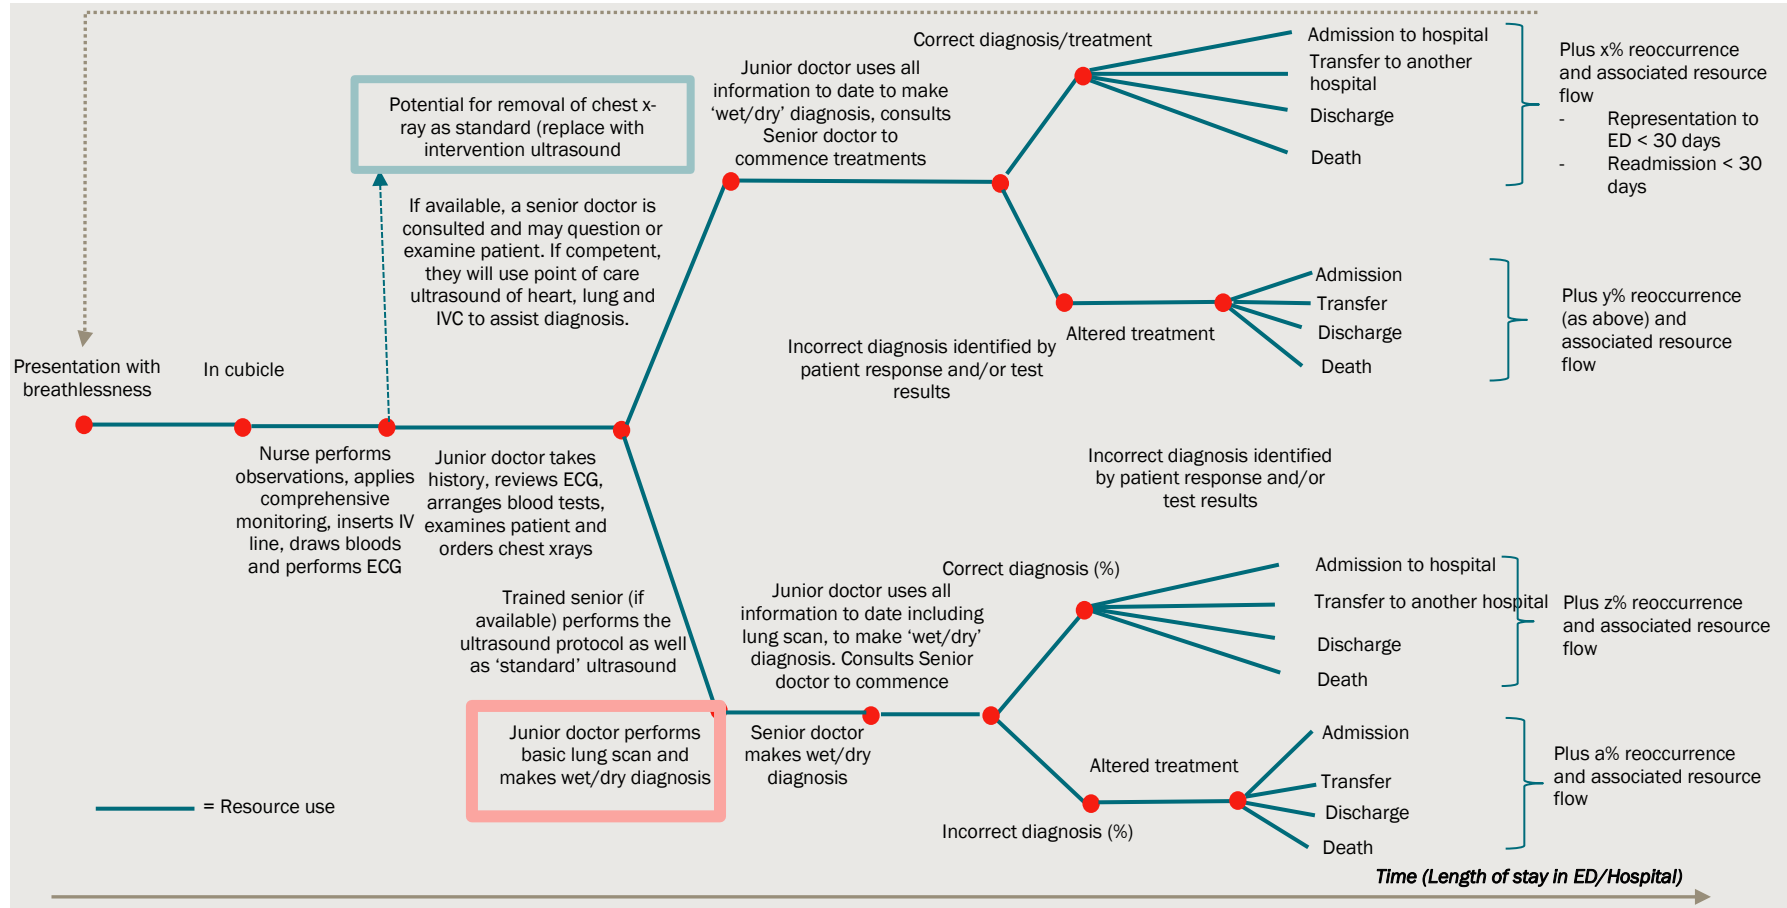 Correct diagnosis/treatment
Admission to hospital
Transfer to another
hospital
Discharge
Death
Plus x% reoccurrence
and associated resource
flow
- Representation to
ED < 30 days
- Readmission < 30
days
Junior doctor uses all
information to date to make
‘wet/dry’ diagnosis, consults
Senior doctor to
commence treatments
Potential for removal of chest x-
ray as standard (replace with
intervention ultrasound
If available, a senior doctor is
consulted and may question or
examine patient. If competent,
they will use point of care
ultrasound of heart, lung and
IVC to assist diagnosis.
Admission
Transfer
Discharge
Death
Plus y% reoccurrence
(as above) and
associated resource
flow
Altered treatment
Incorrect diagnosis identified by
patient response and/or test
results
Presentation with
breathlessness
In cubicle
Nurse performs
observations, applies
comprehensive
monitoring, inserts IV
line, draws bloods
and performs ECG
Junior doctor takes
history, reviews ECG,
arranges blood tests,
examines patient and
orders chest xrays
Incorrect diagnosis identified
by patient response and/or
test results
Trained senior (if
available) performs the
ultrasound protocol as well
as ‘standard’ ultrasound
Correct diagnosis (%)
Junior doctor uses all
information to date including
lung scan, to make ‘wet/dry’
diagnosis. Consults Senior
doctor to commence
Admission to hospital
Transfer to another hospital
Discharge
Death
Plus z% reoccurrence
and associated resource
flow
Junior doctor performs
basic lung scan and
makes wet/dry diagnosis
Senior doctor
makes wet/dry
diagnosis
Altered treatment
Incorrect diagnosis (%)
Admission
Transfer
Discharge
Death
Plus a% reoccurrence
and associated resource
flow
= Resource use
Time (Length of stay in ED/Hospital)